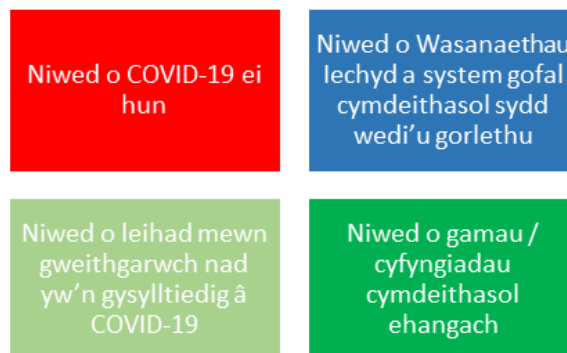 Niwed o COVID-19 ei
hun
Niwed o Wasanaethau
Iechyd a system gofal
cymdeithasol sydd
wedi'u gorlethu
Niwed o leihad mewn
gweithgarwch nad
yw'n gysylltiedig â
COVID-19
Niwed o gamau /
cyfyngiadau
cymdeithasol
ehangach